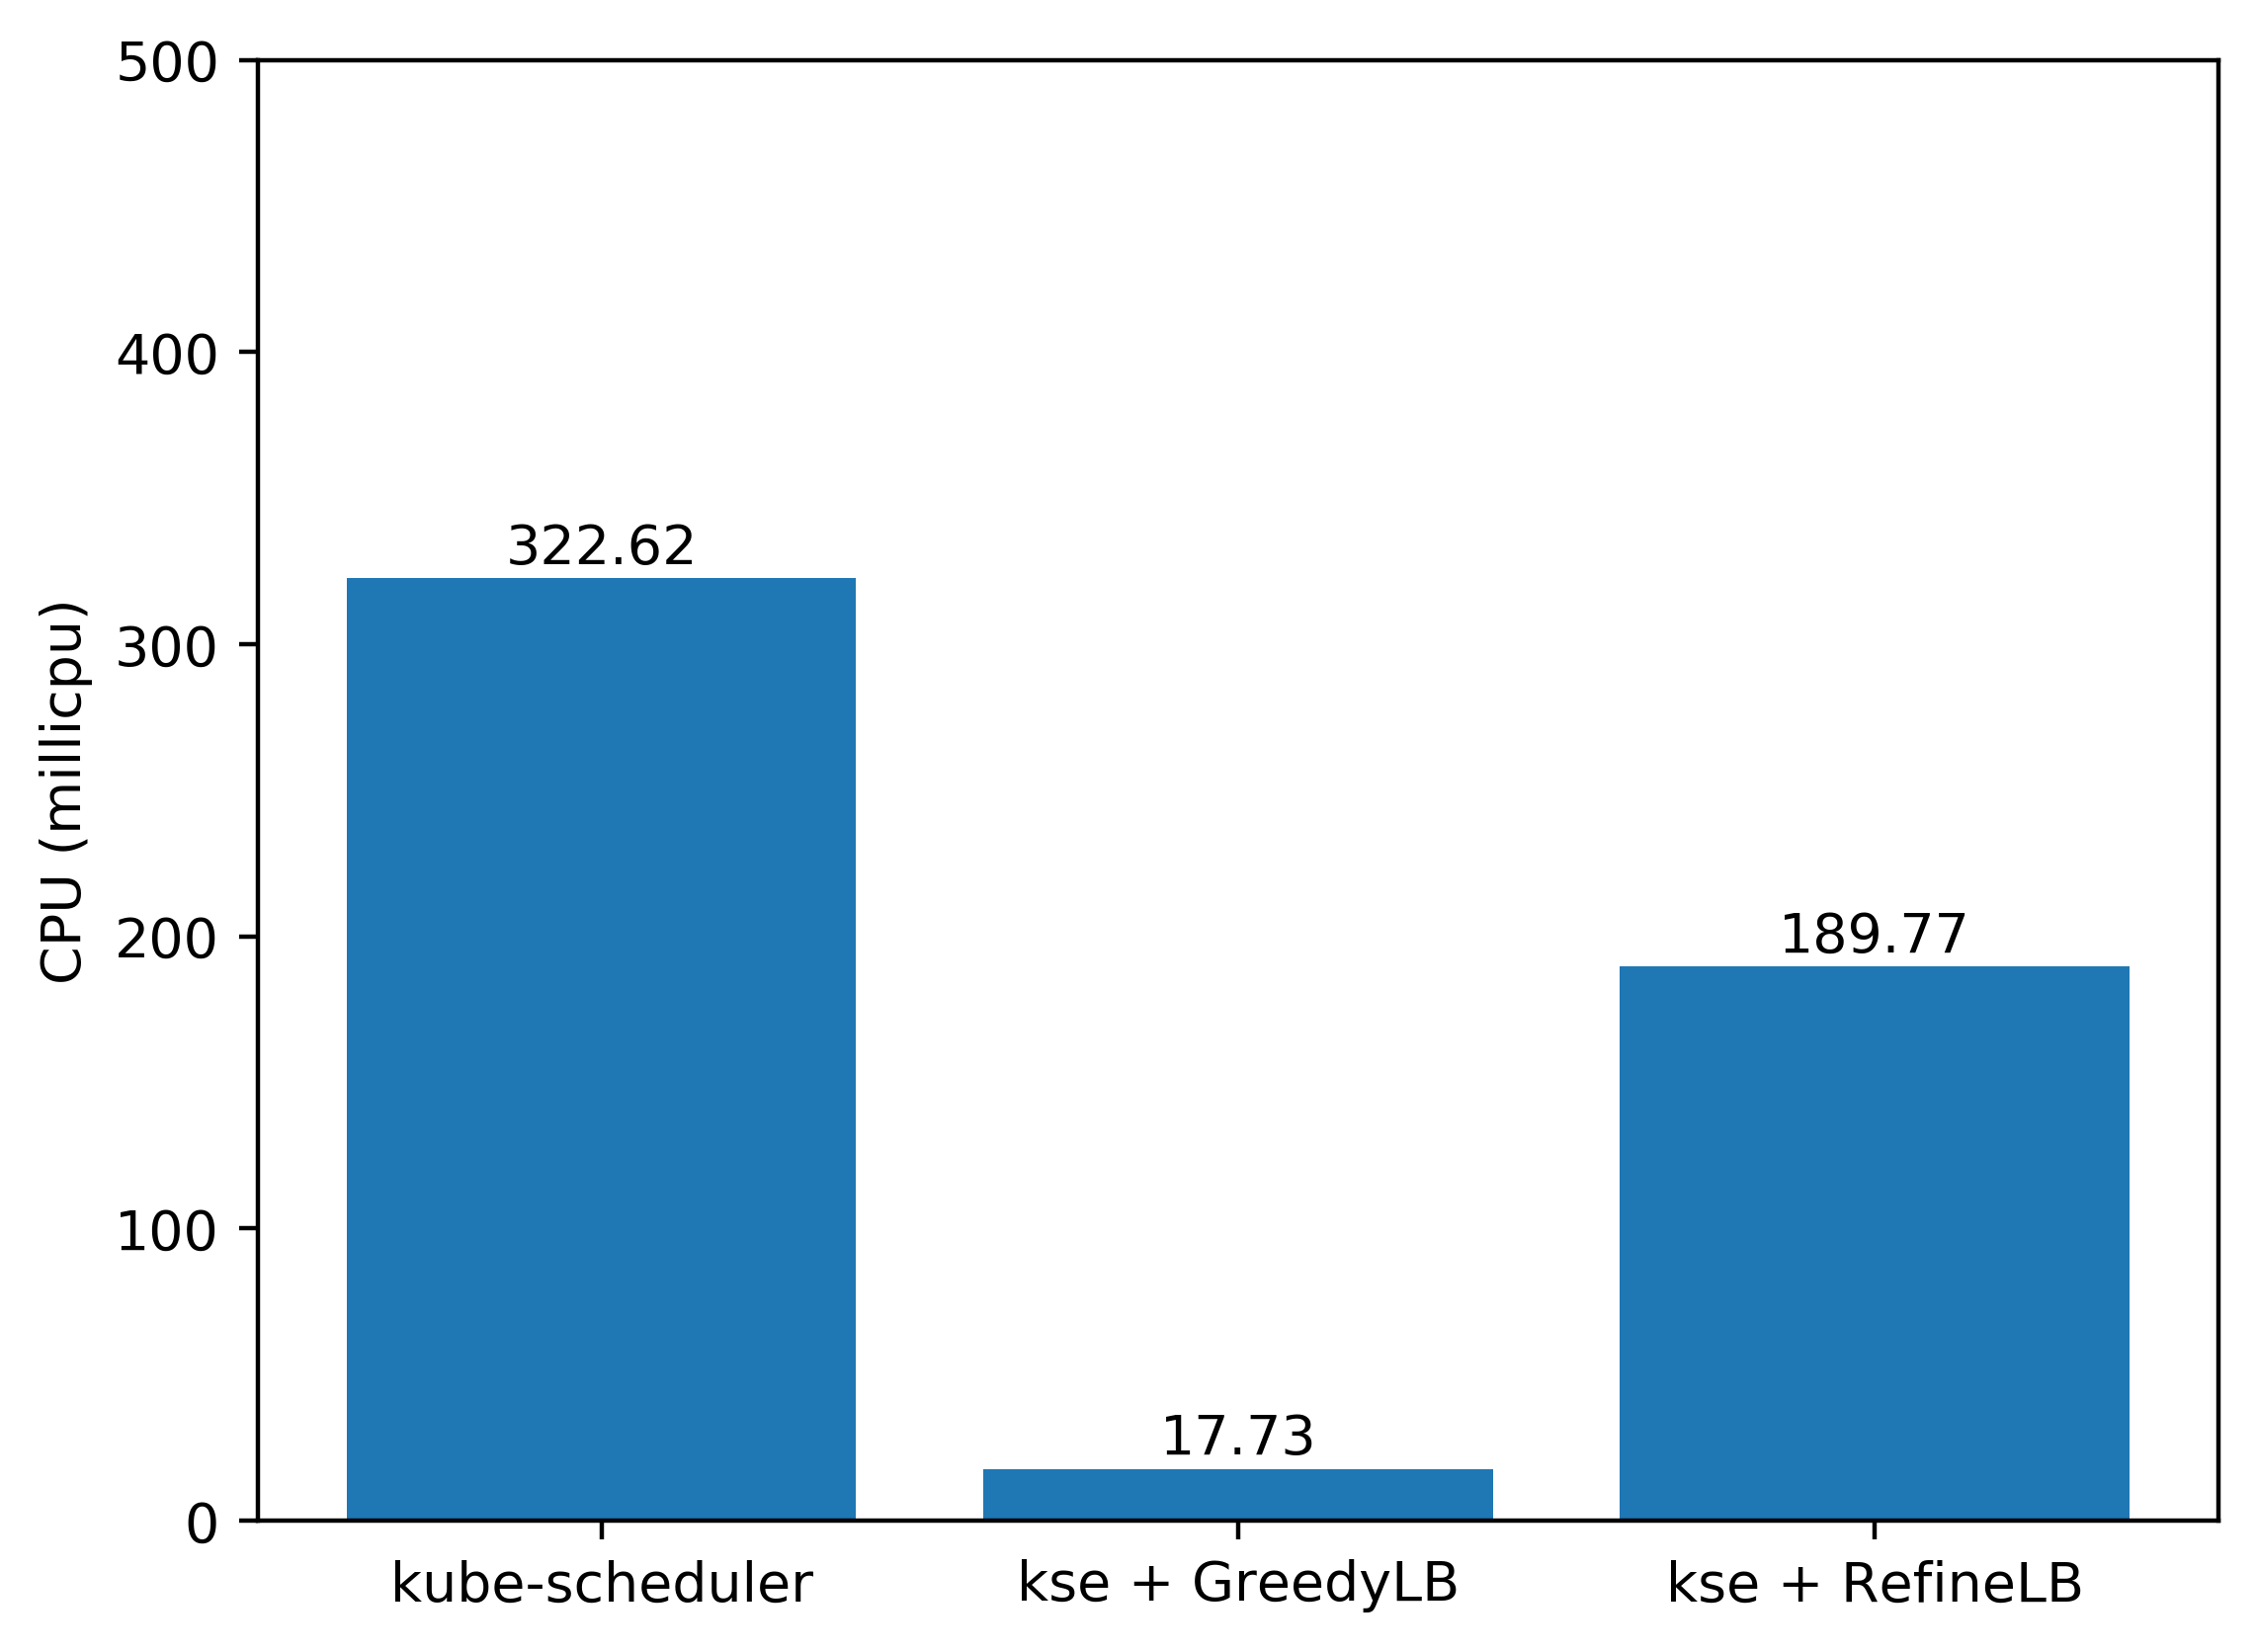 CPU (millicpu)
500
400
300
200
100
0
322.62
17.73
189.77
kube-scheduler
kse + GreedyLB
kse + RefineLB